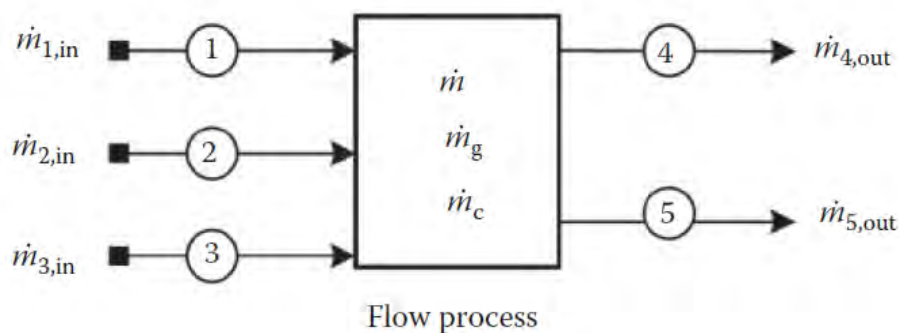 ṁ1,in 1 ṁ 4 ṁ4,out
ṁ2,in 2 ṁg
ṁ3,in 3 ṁc 5 ṁ5,out
Flow process